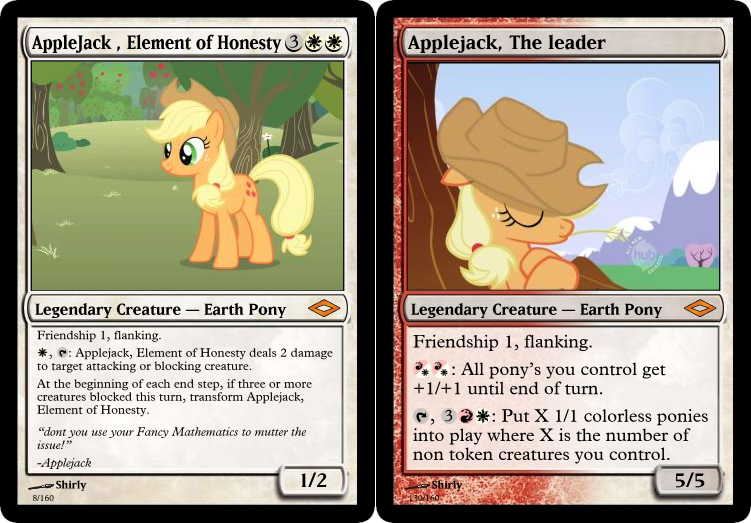 AppleJack , Element of Honesty 3
Legendary Creature — Earth Pony
Friendship 1, flanking.
, : Applejack, Element of Honesty deals 2 damage
to target attacking or blocking creature.
At the beginning of each end step, if three or more
creatures blocked this turn, transform Applejack,
Element of Honesty.
“dont you use your Fancy Mathematics to mutter the
issue!”
-Applejack
1/2
Shirly
8/160
Applejack, The leader
hub
Legendary Creature — Earth Pony
Friendship 1, flanking.
: All pony's you control get
+1/+1 until end of turn.
, 3 : Put X 1/1 colorless ponies
into play where X is the number of
non token creatures you control.
5/5
Shirly
130/160